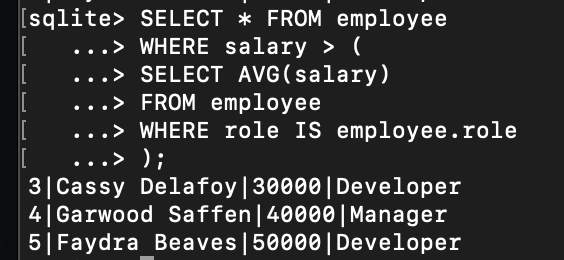 [sqlite> SELECT * FROM employee
[   ...> WHERE salary > (
[   ...> SELECT AVG(salary)
[   ...> FROM employee
[   ...> WHERE role IS employee.role
[   ...> );
3|Cassy Delafoy|30000|Developer
4|Garwood Saffen|40000|Manager
5|Faydra Beaves|50000|Developer